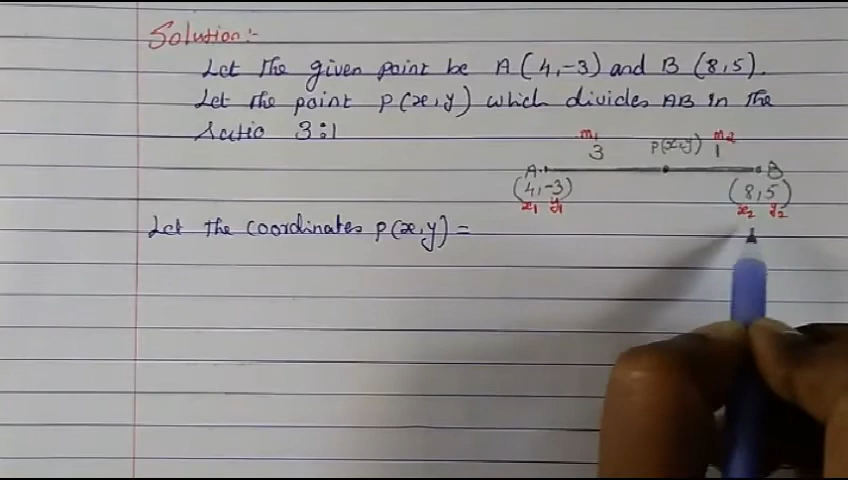 Solution:-
Let the given point be A(4,-3) and B (8,5).
Let the point P(x,y) which divides AB in the
ratio 3:1
m₁ m₂
3 P(x,y) 1
A B
(4,-3) (8,5)
x₁ y₁ x₂ y₂
Let the coordinates P(x,y) =